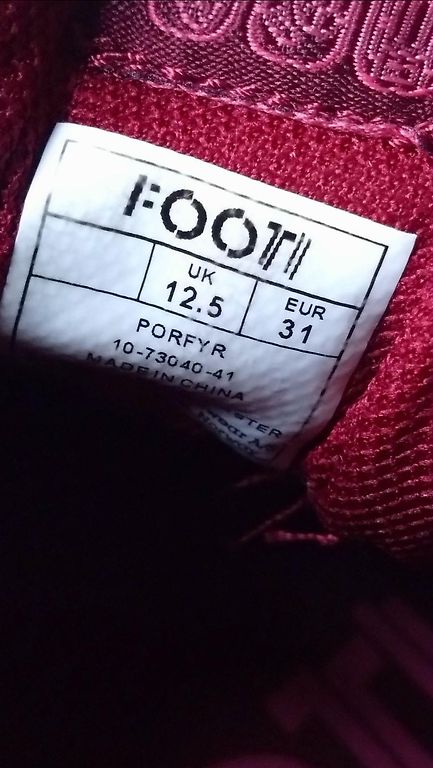 FOOTI
UK
12.5
EUR
31
PORFYR
10-73040-41
MADE IN CHINA